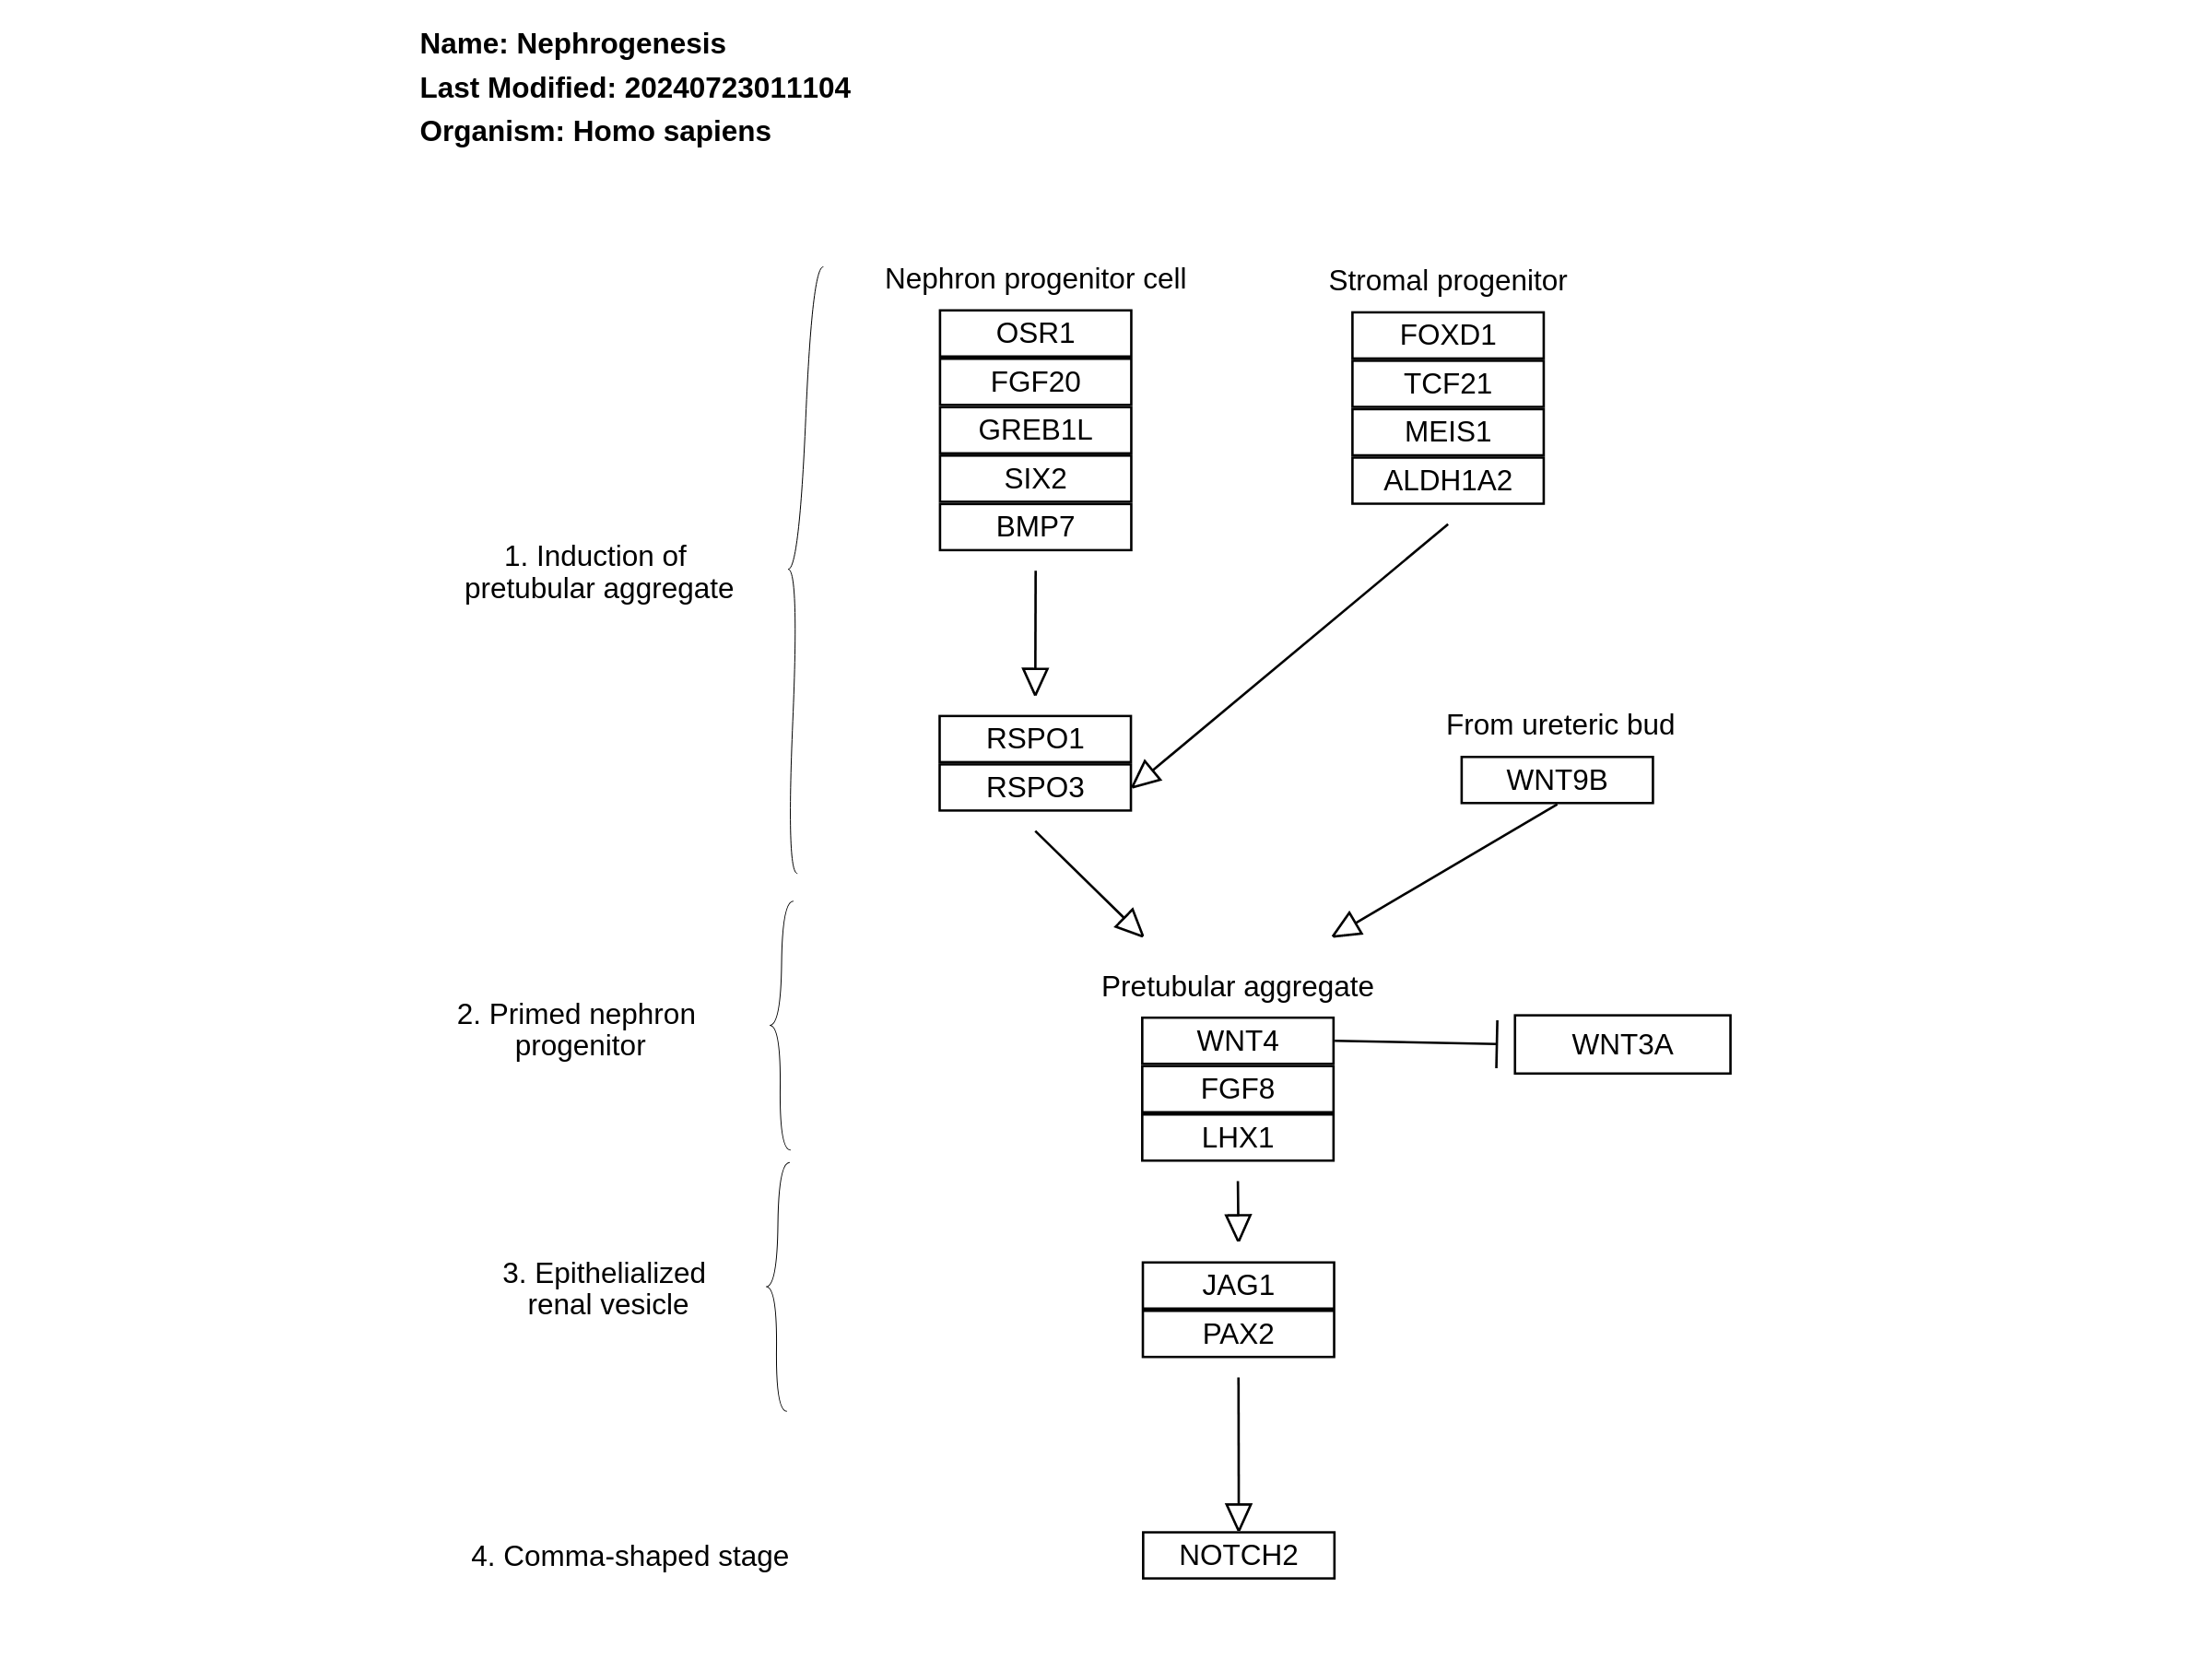 Name: Nephrogenesis
Last Modified: 20240723011104
Organism: Homo sapiens
Nephron progenitor cell
OSR1
FGF20
GREB1L
SIX2
BMP7
Stromal progenitor
FOXD1
TCF21
MEIS1
ALDH1A2
1. Induction of
pretubular aggregate
RSPO1
RSPO3
From ureteric bud
WNT9B
2. Primed nephron
progenitor
Pretubular aggregate
WNT4
FGF8
LHX1
WNT3A
3. Epithelialized
renal vesicle
JAG1
PAX2
4. Comma-shaped stage
NOTCH2